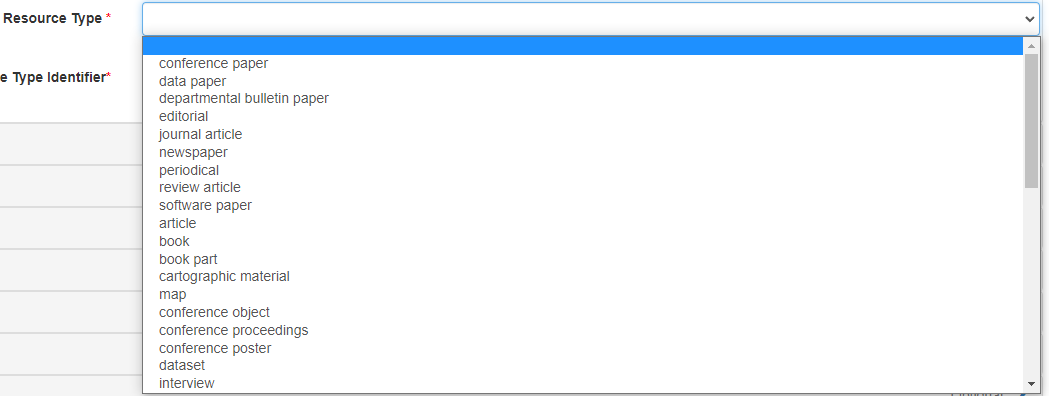 Resource Type *
conference paper
e Type Identifier*
data paper
departmental bulletin paper
editorial
journal article
newspaper
periodical
review article
software paper
article
book
book part
cartographic material
map
conference object
conference proceedings
conference poster
dataset
interview